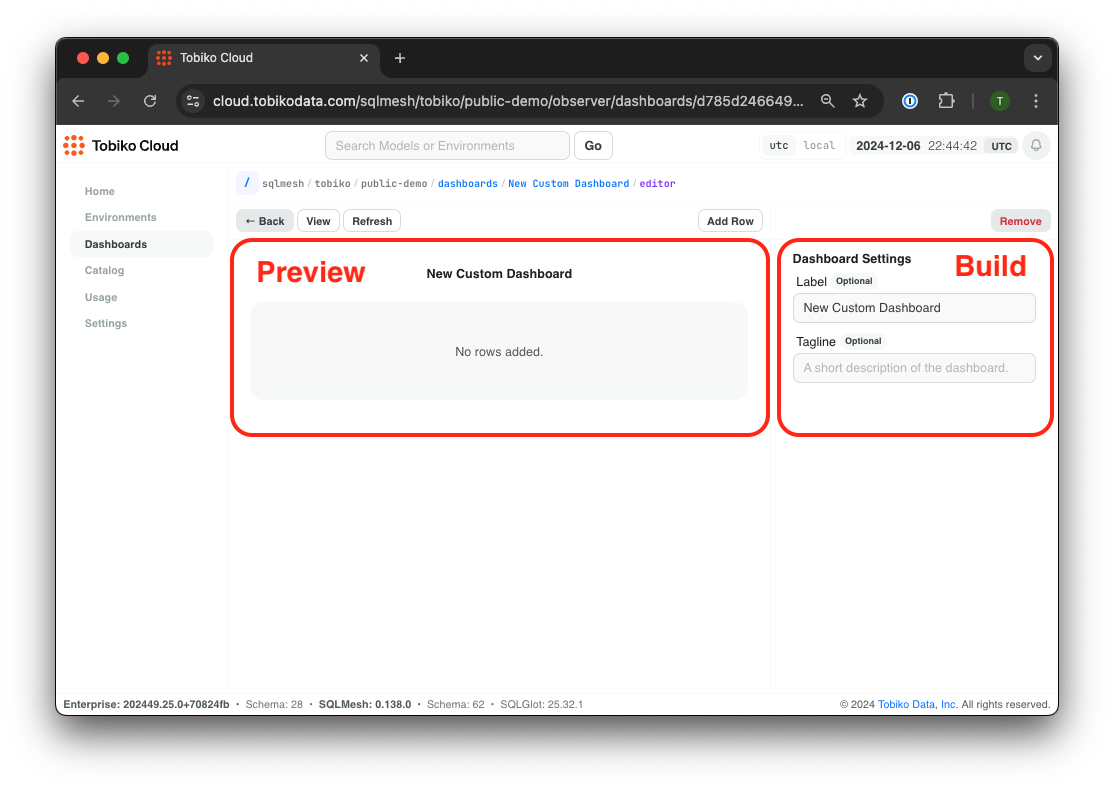 Tobiko Cloud
cloud.tobikodata.com/sqlmesh/tobiko/public-demo/observer/dashboards/d785d246649...
T
Tobiko Cloud
Search Models or Environments
Go
utc local
2024-12-06 22:44:42 UTC
Home
Environments
Dashboards
Catalog
Usage
Settings
/ sqlmesh / tobiko / public-demo / dashboards / New Custom Dashboard / editor
← Back View Refresh Add Row
Remove
Preview
New Custom Dashboard
No rows added.
Build
Dashboard Settings
Label Optional
New Custom Dashboard
Tagline Optional
A short description of the dashboard.
Enterprise: 202449.25.0+70824fb • Schema: 28 • SQLMesh: 0.138.0 • Schema: 62 • SQLGlot: 25.32.1
© 2024 Tobiko Data, Inc. All rights reserved.